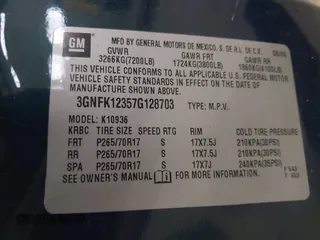 GM
MFD BY GENERAL MOTORS DE MEXICO, S. DE R.L. DE C.V.
GVWR GAWR FRT GAWR RR
3266KG(7200LB) 1724KG(3800LB)
THIS VEHICLE CONFORMS TO ALL APPLICABLE U.S. FEDERAL
MOTOR VEHICLE SAFETY STANDARDS IN EFFECT ON THE DATE OF
MANUFACTURE SHOWN ABOVE.
3GNFK12357G128703 TYPE: M.P.V.
MODEL: K10936
KRBC TIRE SIZE SPEED RTG RIM COLD TIRE PRESSURE
FRT P265/70R17 S 17X7.5J 210KPA(30PSI)
RR P265/70R17 S 17X7.5J 210KPA(30PSI)
SPA P265/70R17 S 17X7J 240KPA(35PSI)
SEE OWNER'S MANUAL FOR ADDITIONAL INFORMATION.